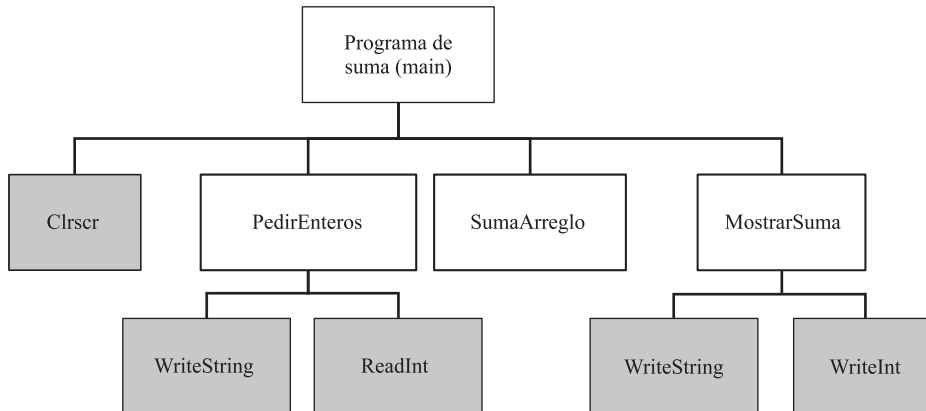 Programa de
suma (main)
Clrscr
PedirEnteros
SumaArreglo
MostrarSuma
WriteString
ReadInt
WriteString
WriteInt